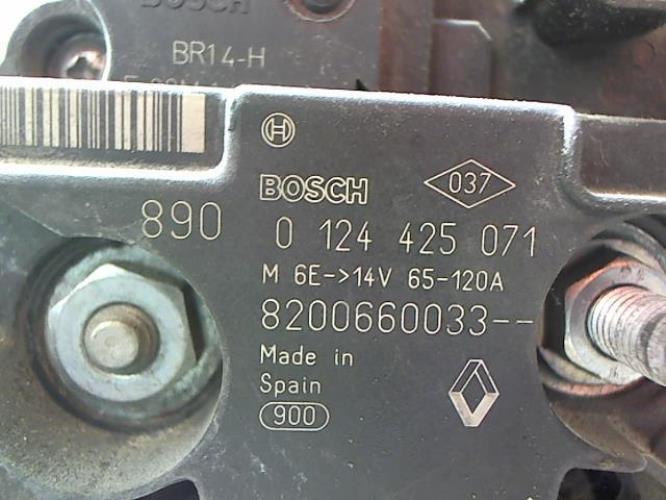 BOSCH
BR14-H
BOSCH
037
890
0 124 425 071
M 6E->14V 65-120A
8200660033--
Made in
Spain
900